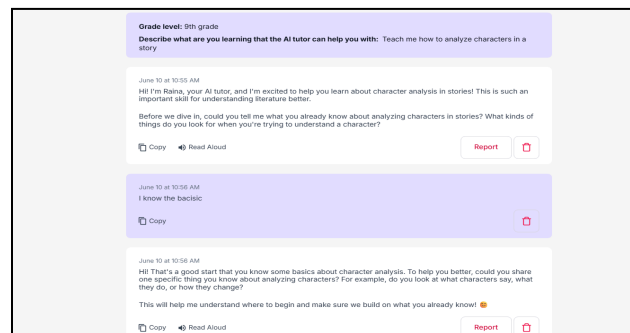 Grade level: 9th grade
Describe what are you learning that the AI tutor can help you with: Teach me how to analyze characters in a
story
June 10 at 10:55 AM
Hi! I'm Raina, your AI tutor, and I'm excited to help you learn about character analysis in stories! This is such an
important skill for understanding literature better.
Before we dive in, could you tell me what you already know about analyzing characters in stories? What kinds of
things do you look for when you're trying to understand a character?
Copy Read Aloud Report
June 10 at 10:56 AM
I know the bacisic
Copy
June 10 at 10:56 AM
Hi! That's a good start that you know some basics about character analysis. To help you better, could you share
one specific thing you know about analyzing characters? For example, do you look at what characters say, what
they do, or how they change?
This will help me understand where to begin and make sure we build on what you already know! 😊
Copy Read Aloud Report